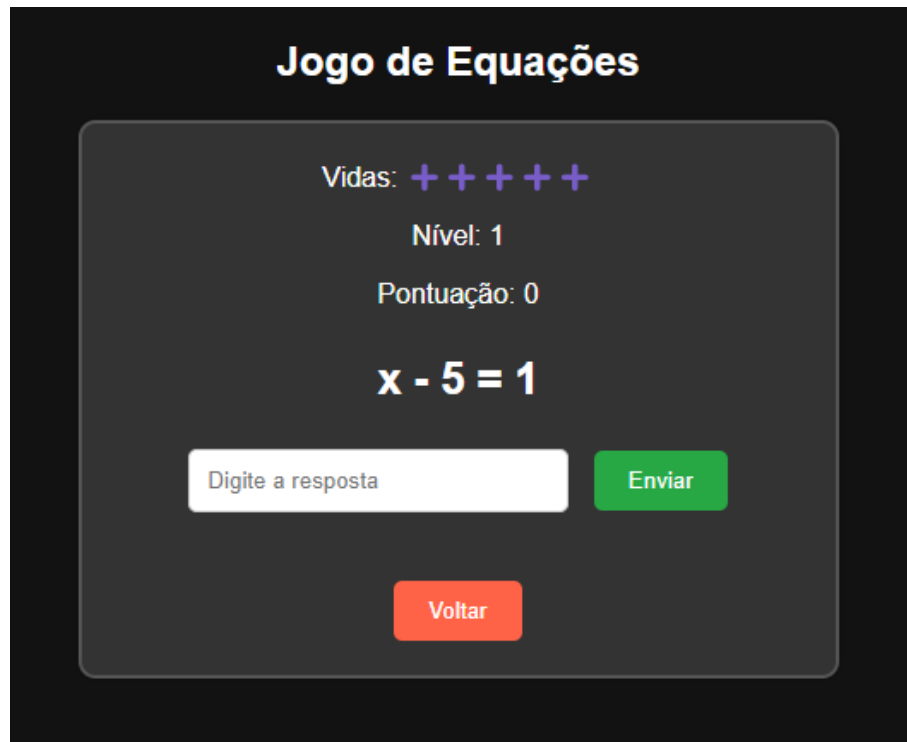 Jogo de Equações
Vidas: + + + + +
Nível: 1
Pontuação: 0
x - 5 = 1
Digite a resposta Enviar
Voltar